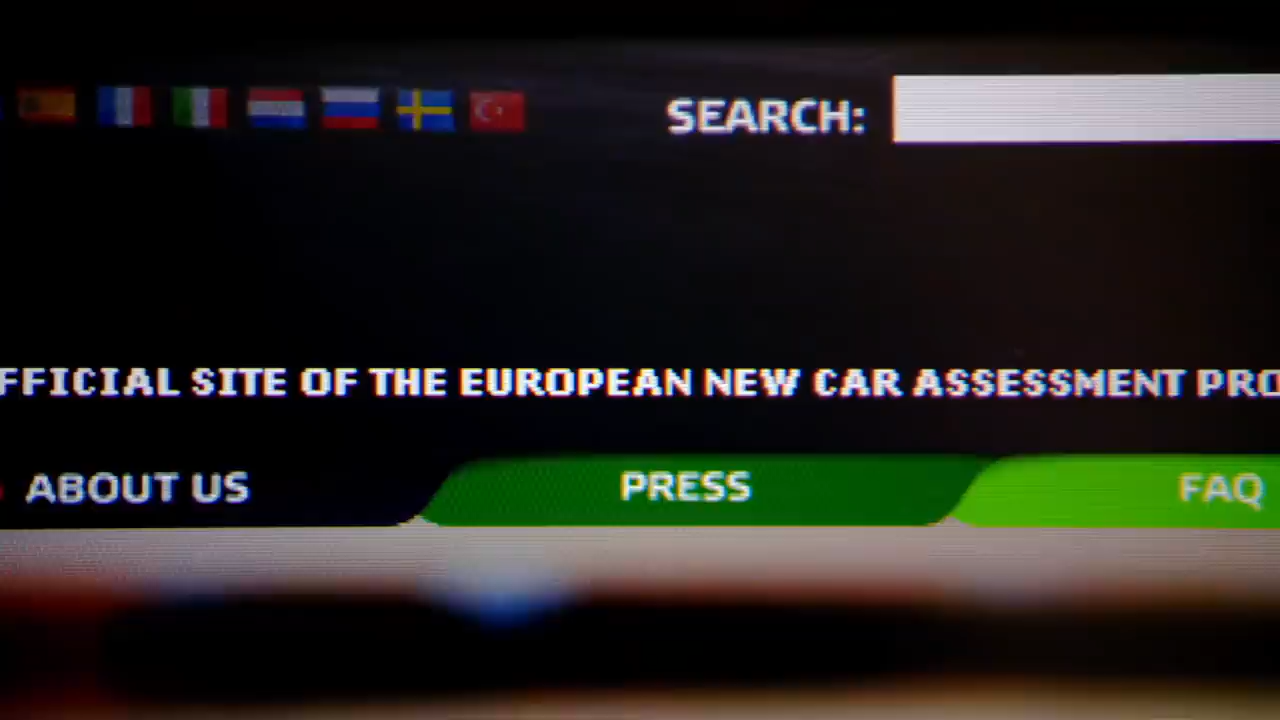 SEARCH:
FFICIAL SITE OF THE EUROPEAN NEW CAR ASSESSMENT PRO
ABOUT US
PRESS
FAQ